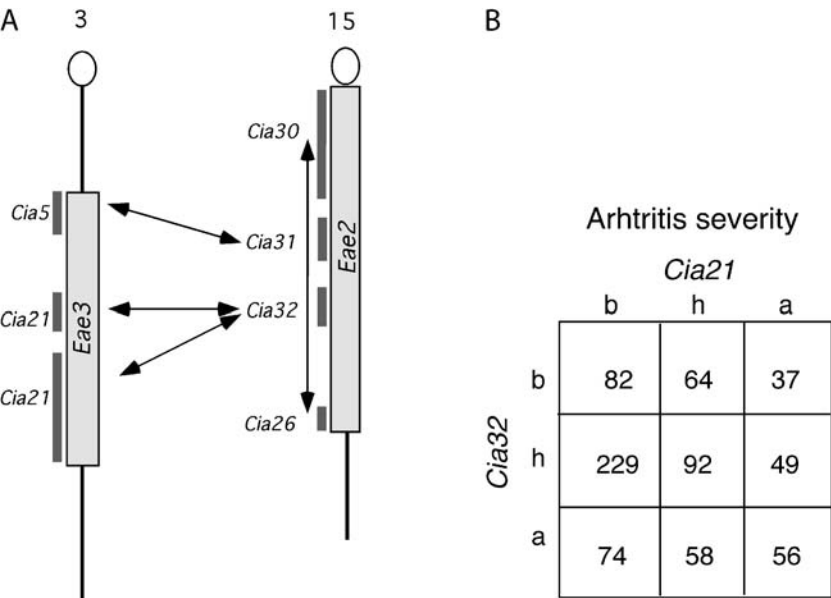 A
3
15
Cia30
Cia5
Cia31
Eae2
Cia21
Cia32
Eae3
Cia21
Cia26
B
Arhtritis severity
Cia21
b h a
b 82 64 37
Cia32
h 229 92 49
a 74 58 56